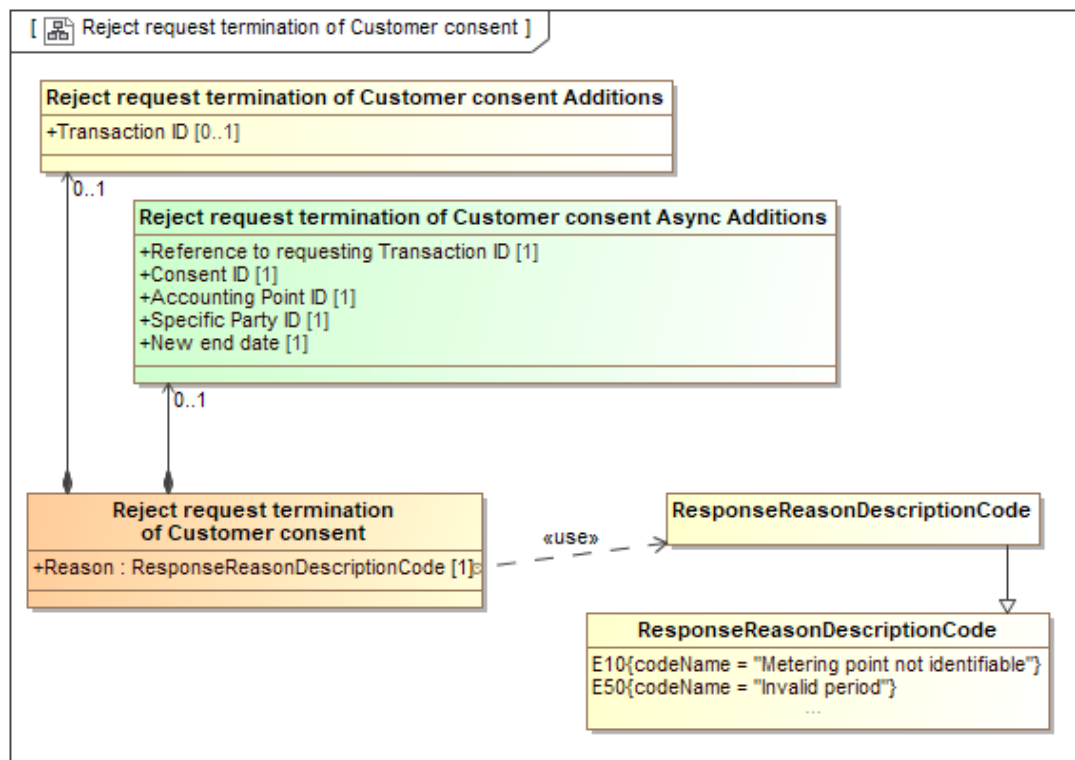 [ Reject request termination of Customer consent ]
Reject request termination of Customer consent Additions
+Transaction ID [0..1]
0..1
Reject request termination of Customer consent Async Additions
+Reference to requesting Transaction ID [1]
+Consent ID [1]
+Accounting Point ID [1]
+Specific Party ID [1]
+New end date [1]
0..1
Reject request termination
of Customer consent
+Reason : ResponseReasonDescriptionCode [1]
«use»
ResponseReasonDescriptionCode
ResponseReasonDescriptionCode
E10{codeName = "Metering point not identifiable"}
E50{codeName = "Invalid period"}
...